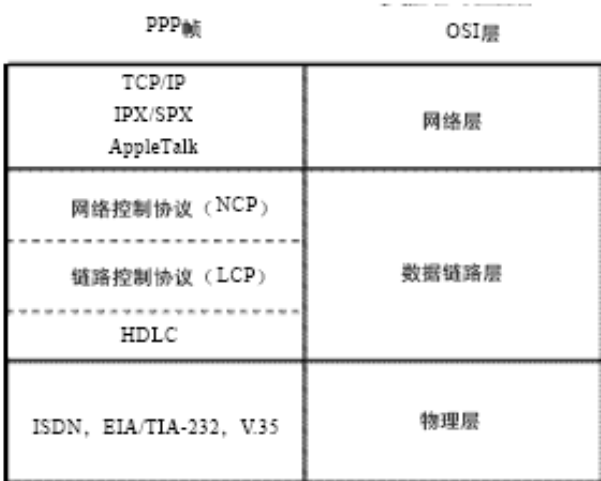 PPP帧 OSI层
TCP/IP
IPX/SPX
AppleTalk
网络层
网络控制协议（NCP）
链路控制协议（LCP）
HDLC
数据链路层
ISDN，EIA/TIA-232，V.35
物理层